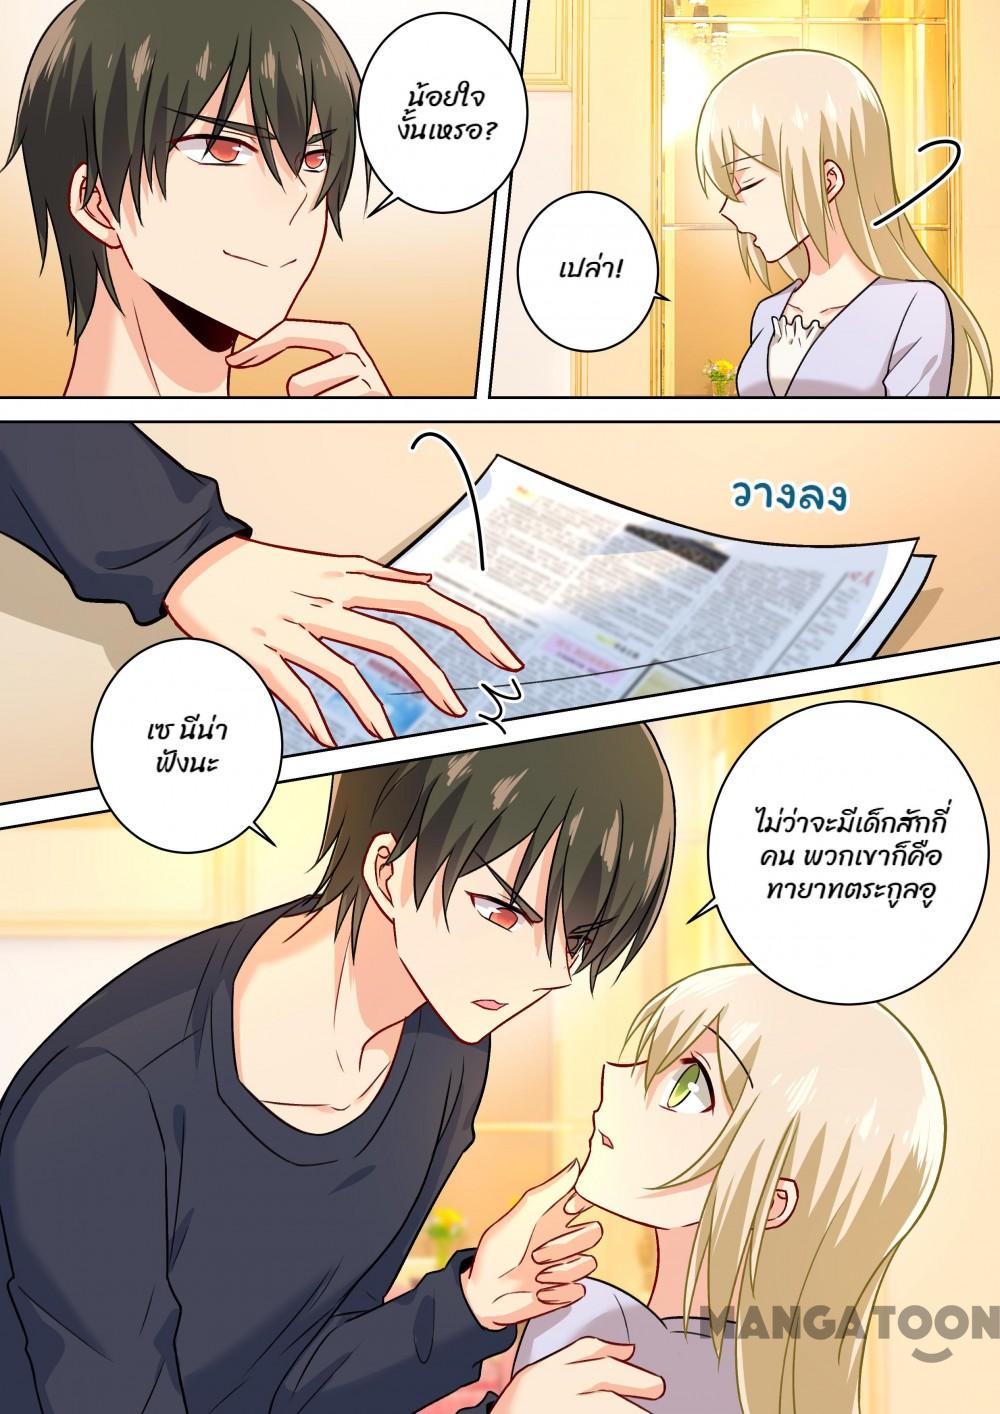 น้อยใจ
งั้นเหรอ?
เปล่า!
วางลง
เซ นีน่า
ฟังนะ
ไม่ว่าจะมีเด็กสักกี่
คน พวกเขาก็คือ
ทายาทตระกูลอู
MANGATOON